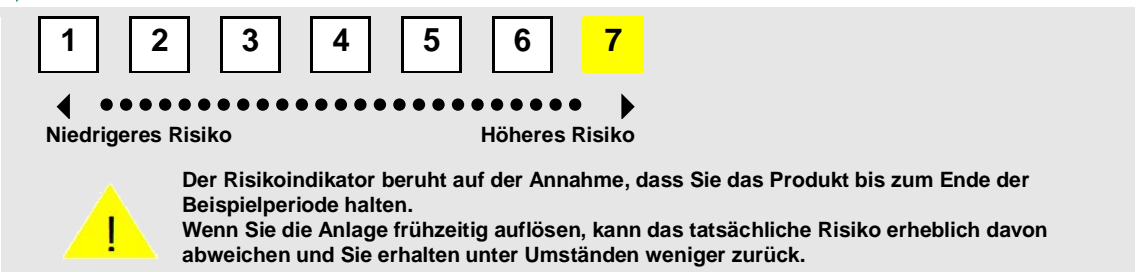 1 2 3 4 5 6 7
Niedrigeres Risiko Höheres Risiko
Der Risikoindikator beruht auf der Annahme, dass Sie das Produkt bis zum Ende der
Beispielperiode halten.
! Wenn Sie die Anlage frühzeitig auflösen, kann das tatsächliche Risiko erheblich davon
abweichen und Sie erhalten unter Umständen weniger zurück.